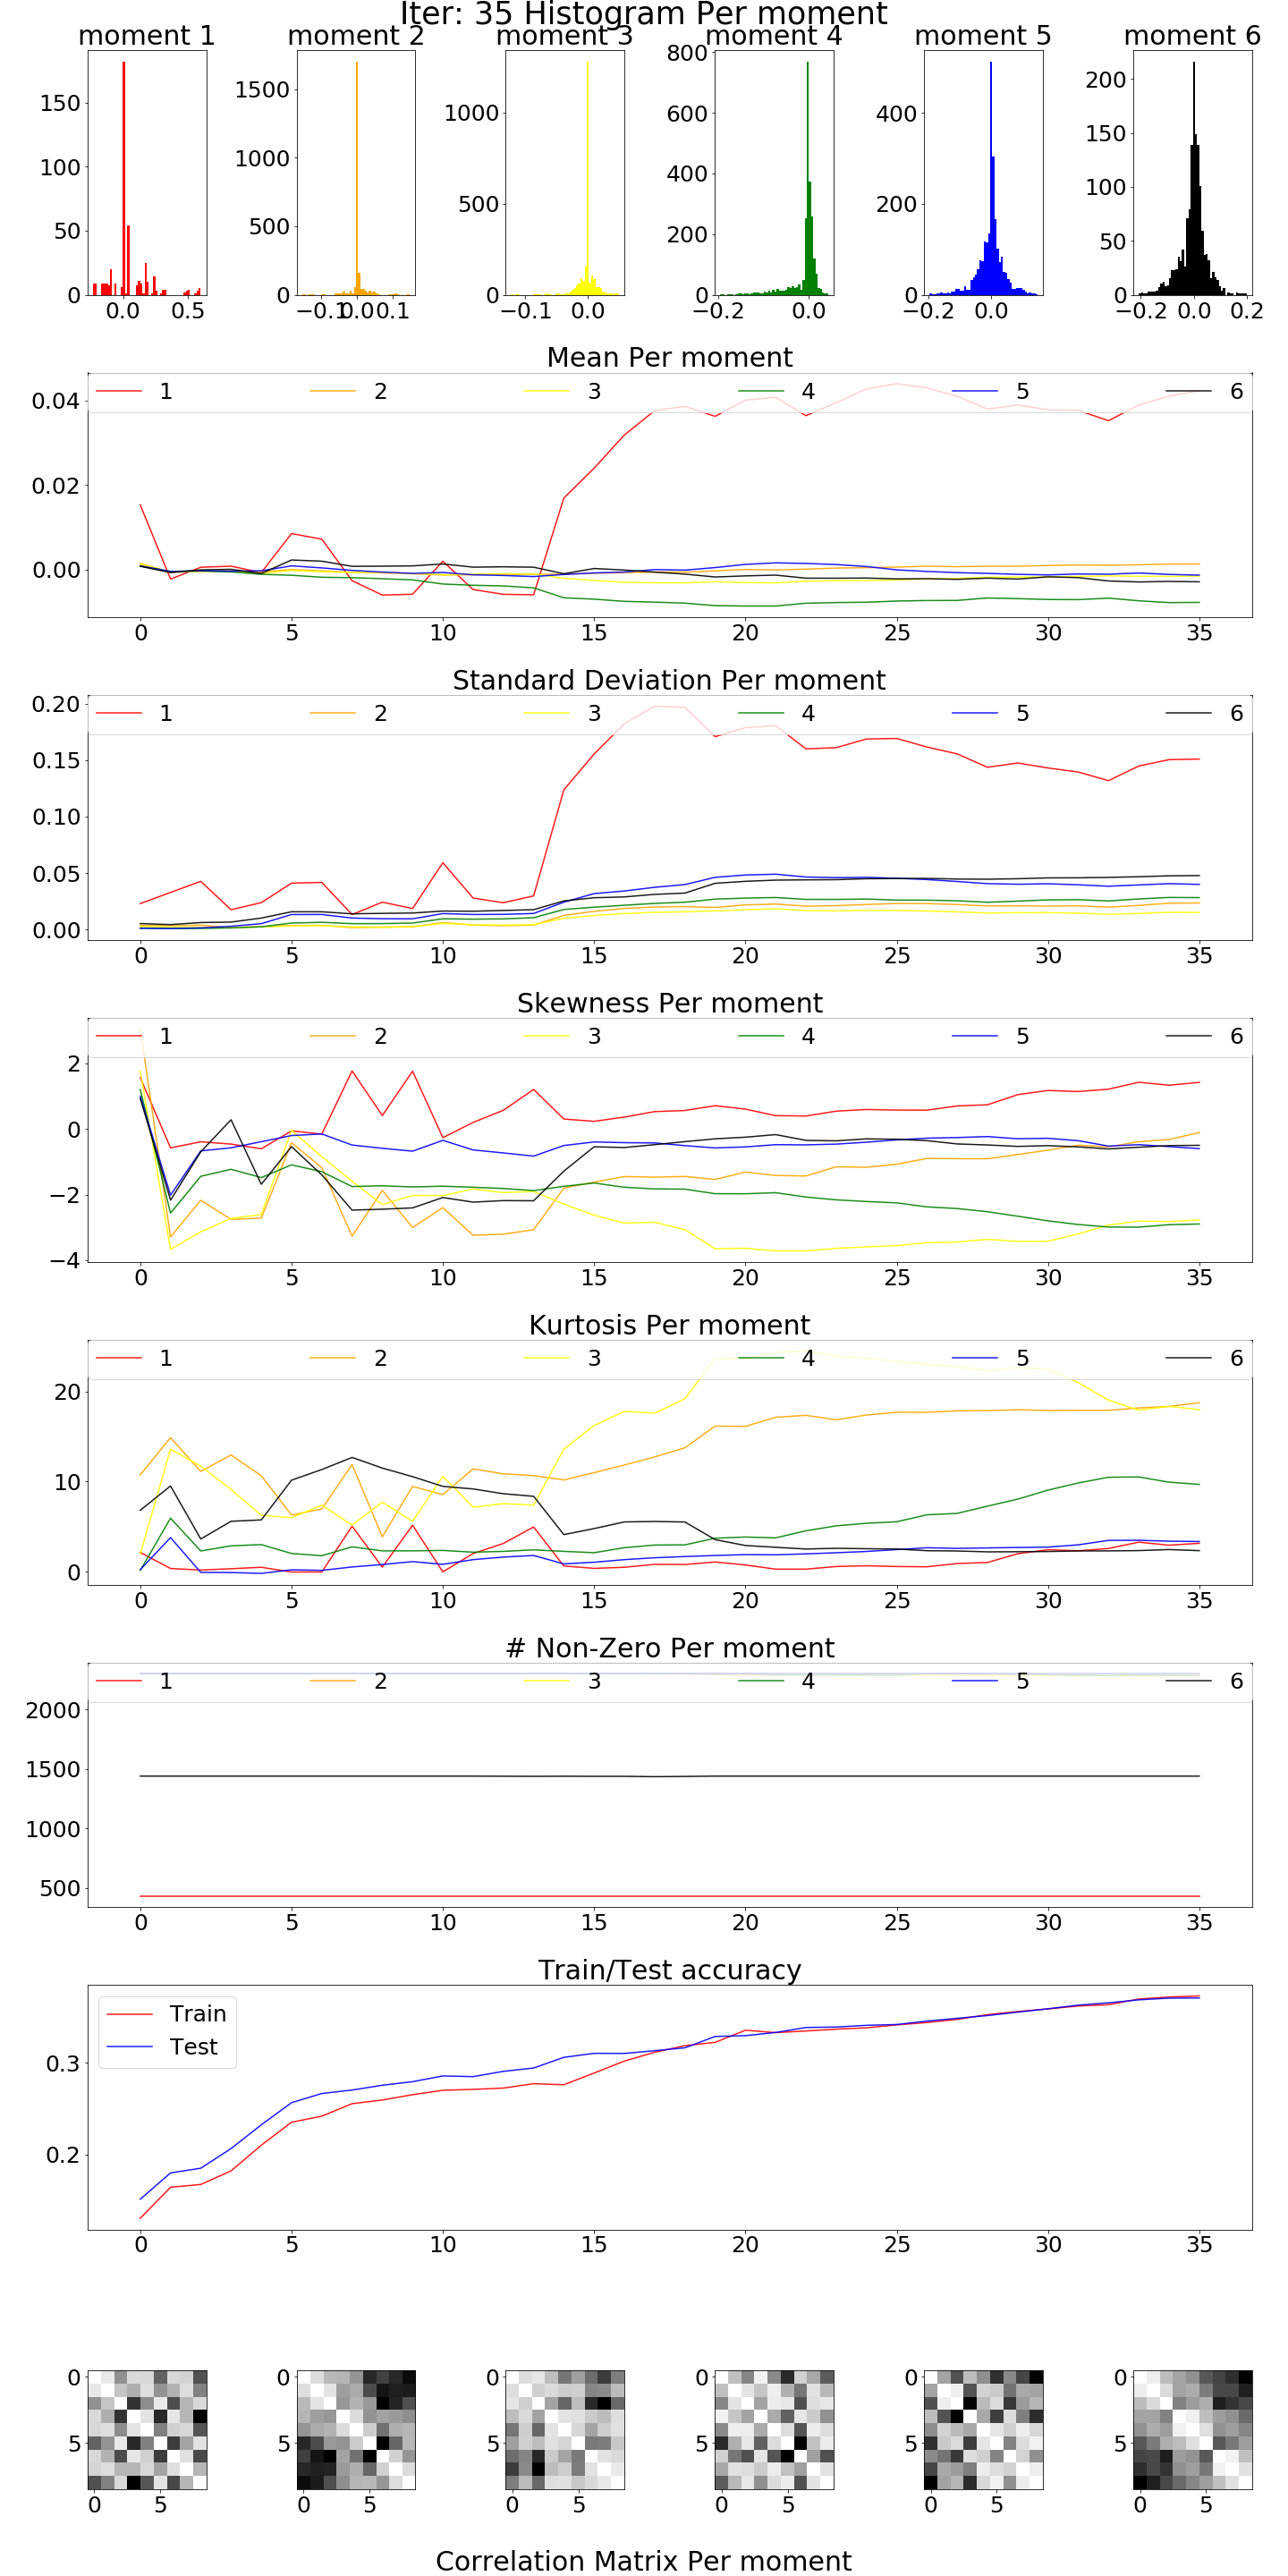 Iter: 35 Histogram Per moment
moment 1 moment 2 moment 3 moment 4 moment 5 moment 6
150
100
50
0
0.0 0.5
1500
1000
500
0
−0.1 0.00 0.1
1000
500
0
−0.1 0.0
800
600
400
200
0
−0.2 0.0
400
200
0
−0.2 0.0
200
150
100
50
0
−0.2 0.0 0.2
Mean Per moment
1 2 3 4 5 6
0.04
0.02
0.00
0 5 10 15 20 25 30 35
Standard Deviation Per moment
1 2 3 4 5 6
0.20
0.15
0.10
0.05
0.00
0 5 10 15 20 25 30 35
Skewness Per moment
1 2 3 4 5 6
2
0
−2
−4
0 5 10 15 20 25 30 35
Kurtosis Per moment
1 2 3 4 5 6
20
10
0
0 5 10 15 20 25 30 35
# Non-Zero Per moment
1 2 3 4 5 6
2000
1500
1000
500
0 5 10 15 20 25 30 35
Train/Test accuracy
Train
Test
0.3
0.2
0 5 10 15 20 25 30 35
0 0 0 0 0 0
5 5 5 5 5 5
0 5 0 5 0 5 0 5 0 5 0 5
Correlation Matrix Per moment